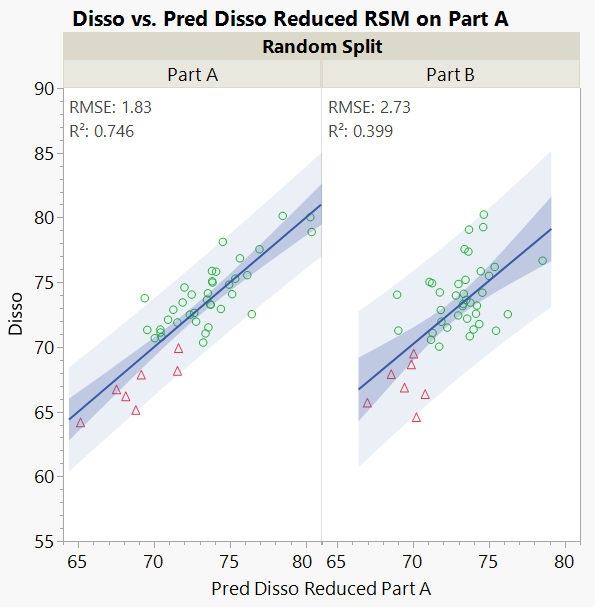 Disso vs. Pred Disso Reduced RSM on Part A
Random Split
Part A Part B
RMSE: 1.83 RMSE: 2.73
R²: 0.746 R²: 0.399
90
85
80
75
70
65
60
55
Disso
65 70 75 80 65 70 75 80
Pred Disso Reduced Part A